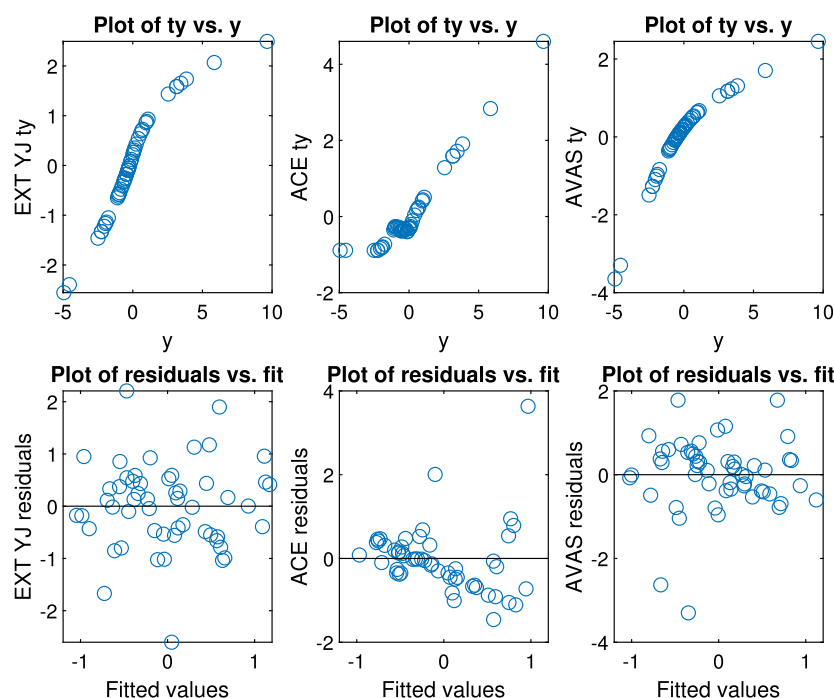 Plot of ty vs. y
Plot of ty vs. y
Plot of ty vs. y
EXT YJ ty
2
1
0
-1
-2
-5
0
5
10
y
ACE ty
4
2
0
-2
-5
0
5
10
y
AVAS ty
2
0
-2
-4
-5
0
5
10
y
Plot of residuals vs. fit
Plot of residuals vs. fit
Plot of residuals vs. fit
EXT YJ residuals
2
1
0
-1
-2
-1
0
1
Fitted values
ACE residuals
4
2
0
-2
-1
0
1
Fitted values
AVAS residuals
2
0
-2
-4
-1
0
1
Fitted values